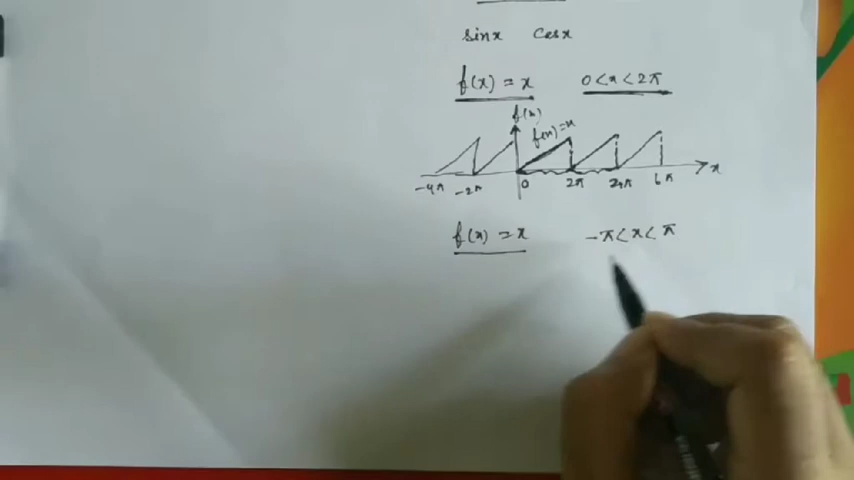 sinx cosx
f(x) = x 0<x<2π
f(x)
f(x)=x
x
-4π -2π 0 2π 4π 6π
f(x) = x -π<x<π